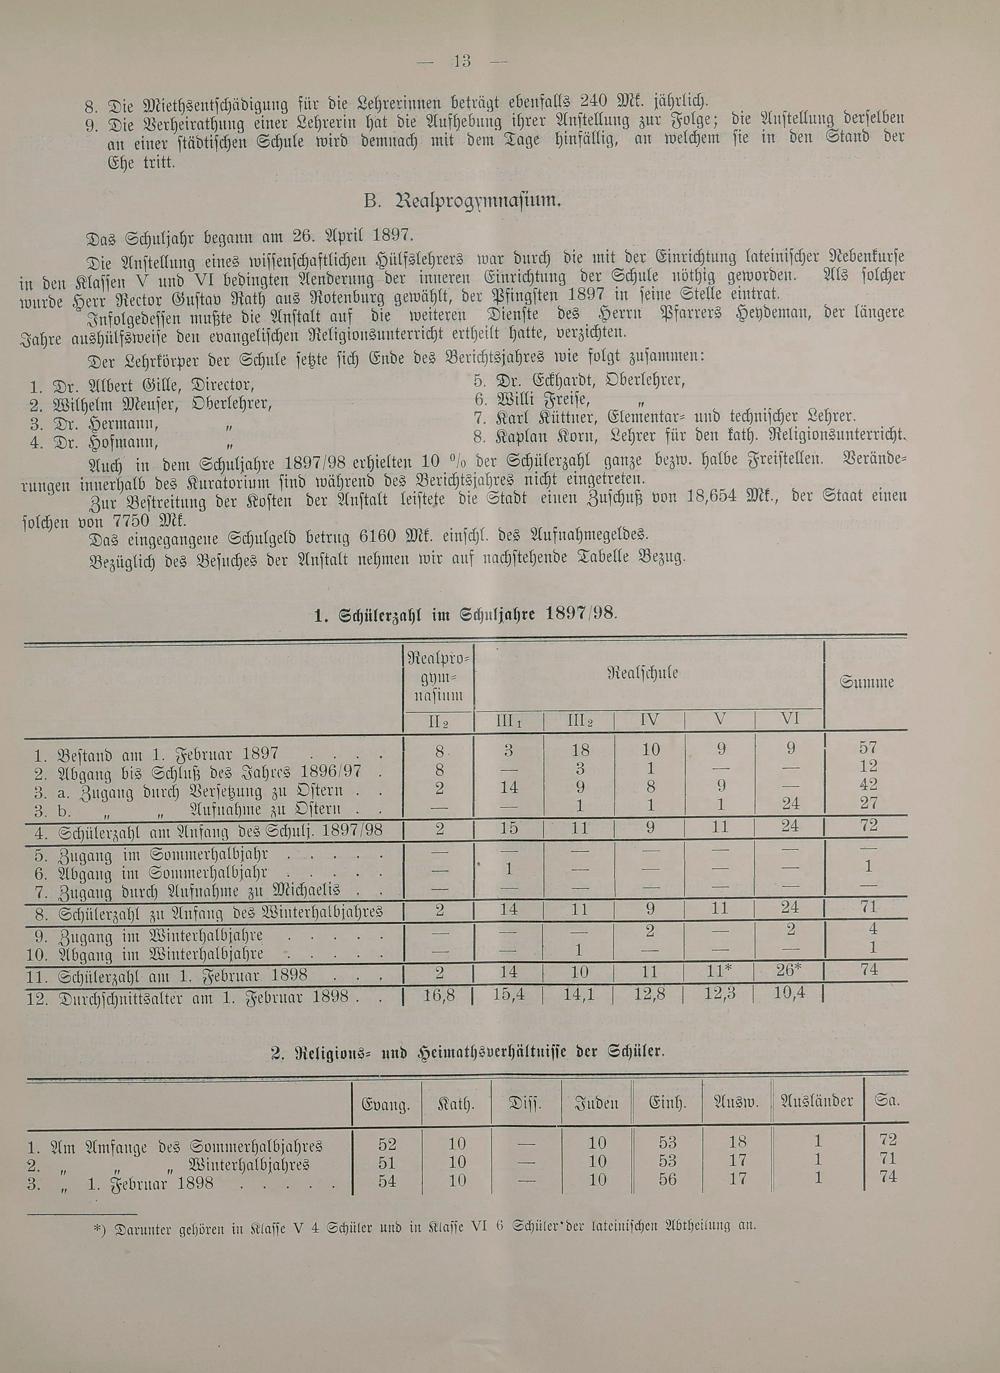 — 13 —
8. Die Miethsentschädigung für die Lehrerinnen beträgt ebenfalls 240 Mk. jährlich.
9. Die Verheirathung einer Lehrerin hat die Aufhebung ihrer Anstellung zur Folge; die Anstellung derselben
an einer städtischen Schule wird demnach mit dem Tage hinfällig, an welchem sie in den Stand der
Ehe tritt.
B. Realprogymnasium.
Das Schuljahr begann am 26. April 1897.
Die Anstellung eines wissenschaftlichen Hülfslehrers war durch die mit der Einrichtung lateinischer Nebenkurse
in den Klassen V und VI bedingten Aenderung der inneren Einrichtung der Schule nöthig geworden. Als solcher
wurde Herr Rector Gustav Rath aus Rotenburg gewählt, der Pfingsten 1897 in seine Stelle eintrat.
Infolgedessen mußte die Anstalt auf die weiteren Dienste des Herrn Pfarrers Heydeman, der längere
Jahre aushülfsweise den evangelischen Religionsunterricht ertheilt hatte, verzichten.
Der Lehrkörper der Schule setzte sich Ende des Berichtsjahres wie folgt zusammen:
1. Dr. Albert Gille, Director,
2. Wilhelm Meuser, Oberlehrer,
3. Dr. Hermann, „
4. Dr. Hofmann, „
5. Dr. Eckhardt, Oberlehrer,
6. Willi Freise, „
7. Karl Küttner, Elementar- und technischer Lehrer.
8. Kaplan Korn, Lehrer für den kath. Religionsunterricht.
Auch in dem Schuljahre 1897/98 erhielten 10 % der Schülerzahl ganze bezw. halbe Freistellen. Verände-
rungen innerhalb des Kuratorium sind während des Berichtsjahres nicht eingetreten.
Zur Bestreitung der Kosten der Anstalt leistete die Stadt einen Zuschuß von 18,654 Mk., der Staat einen
solchen von 7750 Mk.
Das eingegangene Schulgeld betrug 6160 Mk. einschl. des Aufnahmegeldes.
Bezüglich des Besuches der Anstalt nehmen wir auf nachstehende Tabelle Bezug.
1. Schülerzahl im Schuljahre 1897/98.
Realpro-
gym-
nasium Realschule Summe
II2 III1 III2 IV V VI
1. Bestand am 1. Februar 1897 . . . . 8 3 18 10 9 9 57
2. Abgang bis Schluß des Jahres 1896/97 . 8 — 3 1 — — 12
3. a. Zugang durch Versetzung zu Ostern . . 2 14 9 8 9 — 42
3. b. „ „ Aufnahme zu Ostern . . — — 1 1 1 24 27
4. Schülerzahl am Anfang des Schulj. 1897/98 2 15 11 9 11 24 72
5. Zugang im Sommerhalbjahr . . . . . — — — — — — —
6. Abgang im Sommerhalbjahr . . . . . — 1 — — — — 1
7. Zugang durch Aufnahme zu Michaelis . . — — — — — — —
8. Schülerzahl zu Anfang des Winterhalbjahres 2 14 11 9 11 24 71
9. Zugang im Winterhalbjahre . . . . . — — — 2 — 2 4
10. Abgang im Winterhalbjahre . . . . . — — 1 — — — 1
11. Schülerzahl am 1. Februar 1898 . . . 2 14 10 11 11* 26* 74
12. Durchschnittsalter am 1. Februar 1898 . . 16,8 15,4 14,1 12,8 12,3 10,4
2. Religions- und Heimathsverhältnisse der Schüler.
Evang. Kath. Diss. Juden Einh. Ausw. Ausländer Sa.
1. Am Amfange des Sommerhalbjahres 52 10 — 10 53 18 1 72
2. „ „ „ Winterhalbjahres 51 10 — 10 53 17 1 71
3. „ 1. Februar 1898 . . . . . 54 10 — 10 56 17 1 74
*) Darunter gehören in Klasse V 4 Schüler und in Klasse VI 6 Schüler der lateinischen Abtheilung an.